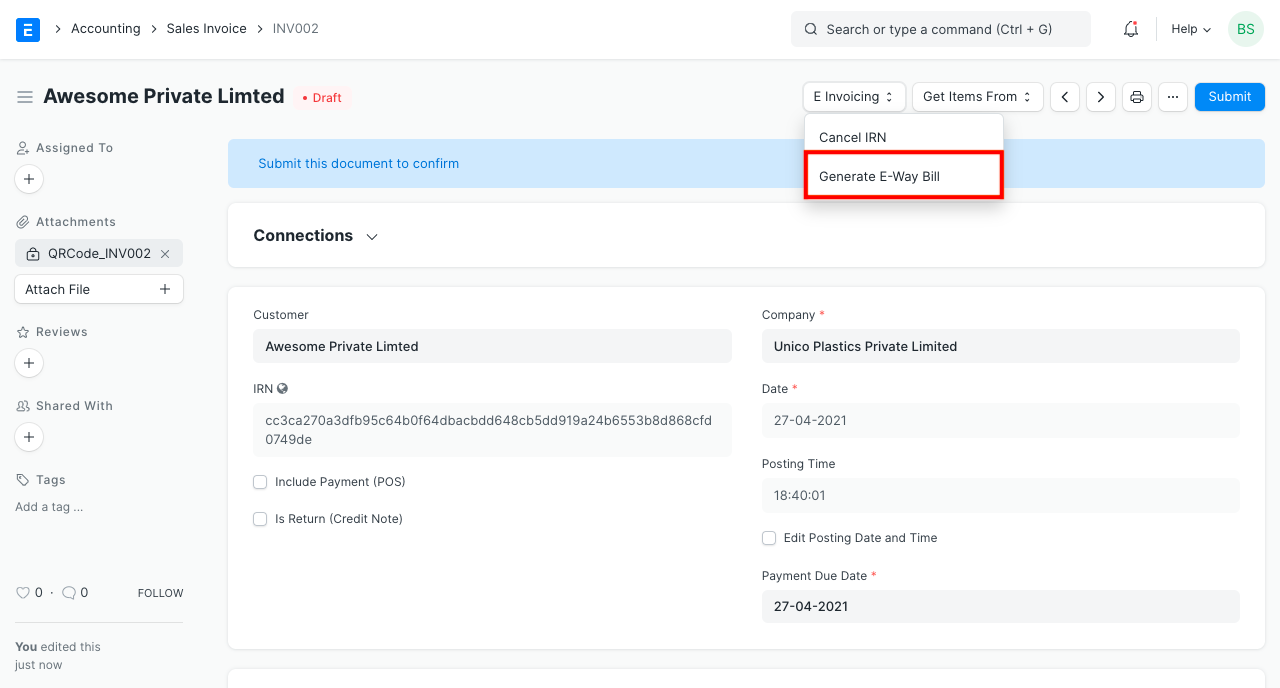 E
Accounting
Sales Invoice
INV002
Search or type a command (Ctrl + G)
Help
BS
Awesome Private Limted
• Draft
E Invoicing
Get Items From
...
Submit
Cancel IRN
Generate E-Way Bill
Assigned To
Attachments
QRCode_INV002
Attach File
Reviews
Shared With
Tags
Add a tag ...
0 · 0
FOLLOW
You edited this
just now
Submit this document to confirm
Connections
Customer
Awesome Private Limted
IRN
cc3ca270a3dfb95c64b0f64dbacbdd648cb5dd919a24b6553b8d868cfd
0749de
Include Payment (POS)
Is Return (Credit Note)
Company *
Unico Plastics Private Limited
Date *
27-04-2021
Posting Time
18:40:01
Edit Posting Date and Time
Payment Due Date *
27-04-2021